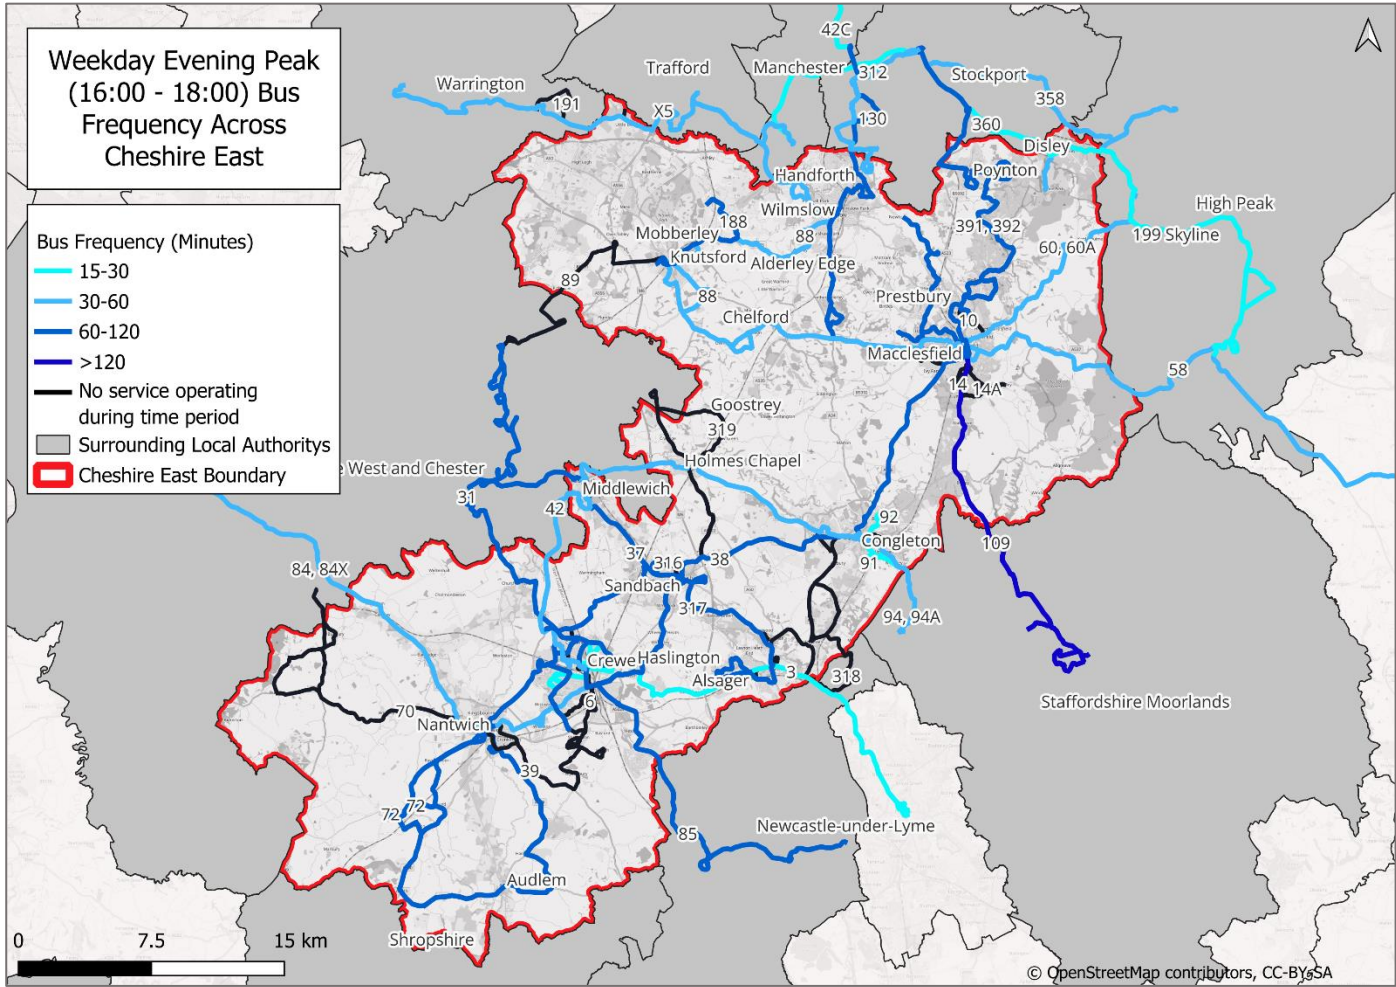 Weekday Evening Peak
(16:00 - 18:00) Bus
Frequency Across
Cheshire East
Bus Frequency (Minutes)
15-30
30-60
60-120
>120
No service operating
during time period
Surrounding Local Authoritys
Cheshire East Boundary
42C
Warrington
Trafford
Manchester
312
Stockport
191
X5
130
358
360
Disley
Handforth
Poynton
Wilmslow
High Peak
188
Mobberley
88
391, 392
60, 60A
199 Skyline
Knutsford
Alderley Edge
89
88
Prestbury
Chelford
10
Macclesfield
58
14
14A
Goostrey
319
Holmes Chapel
e West and Chester
31
Middlewich
42
92
Congleton
109
91
37
316
38
84, 84X
Sandbach
317
94, 94A
Crewe
Haslington
Alsager
3
318
6
Staffordshire Moorlands
70
Nantwich
39
72
72
85
Newcastle-under-Lyme
Audlem
Shropshire
0 7.5 15 km
© OpenStreetMap contributors, CC-BY-SA